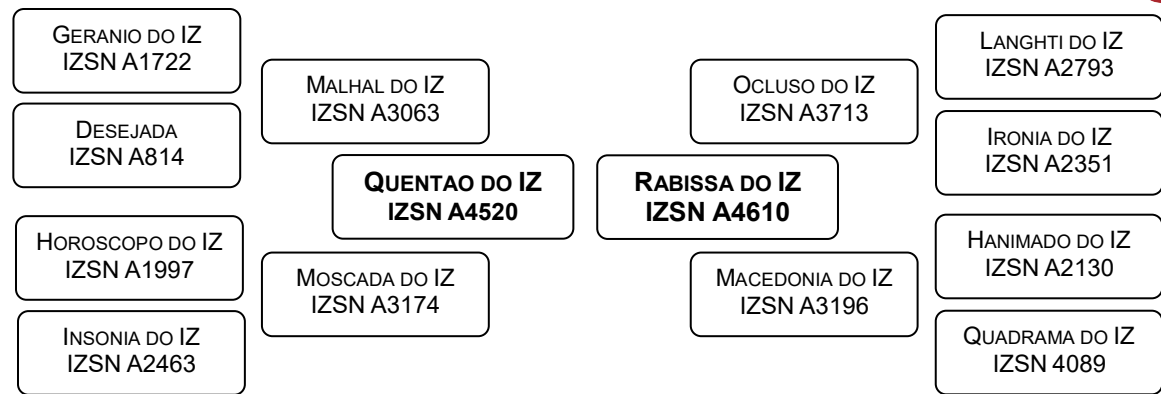 GERANIO DO IZ
IZSN A1722
DESEJADA
IZSN A814
HOROSCOPO DO IZ
IZSN A1997
INSONIA DO IZ
IZSN A2463
MALHAL DO IZ
IZSN A3063
MOSCADA DO IZ
IZSN A3174
QUENTAO DO IZ
IZSN A4520
RABISSA DO IZ
IZSN A4610
OCLUSO DO IZ
IZSN A3713
MACEDONIA DO IZ
IZSN A3196
LANGHTI DO IZ
IZSN A2793
IRONIA DO IZ
IZSN A2351
HANIMADO DO IZ
IZSN A2130
QUADRAMA DO IZ
IZSN 4089